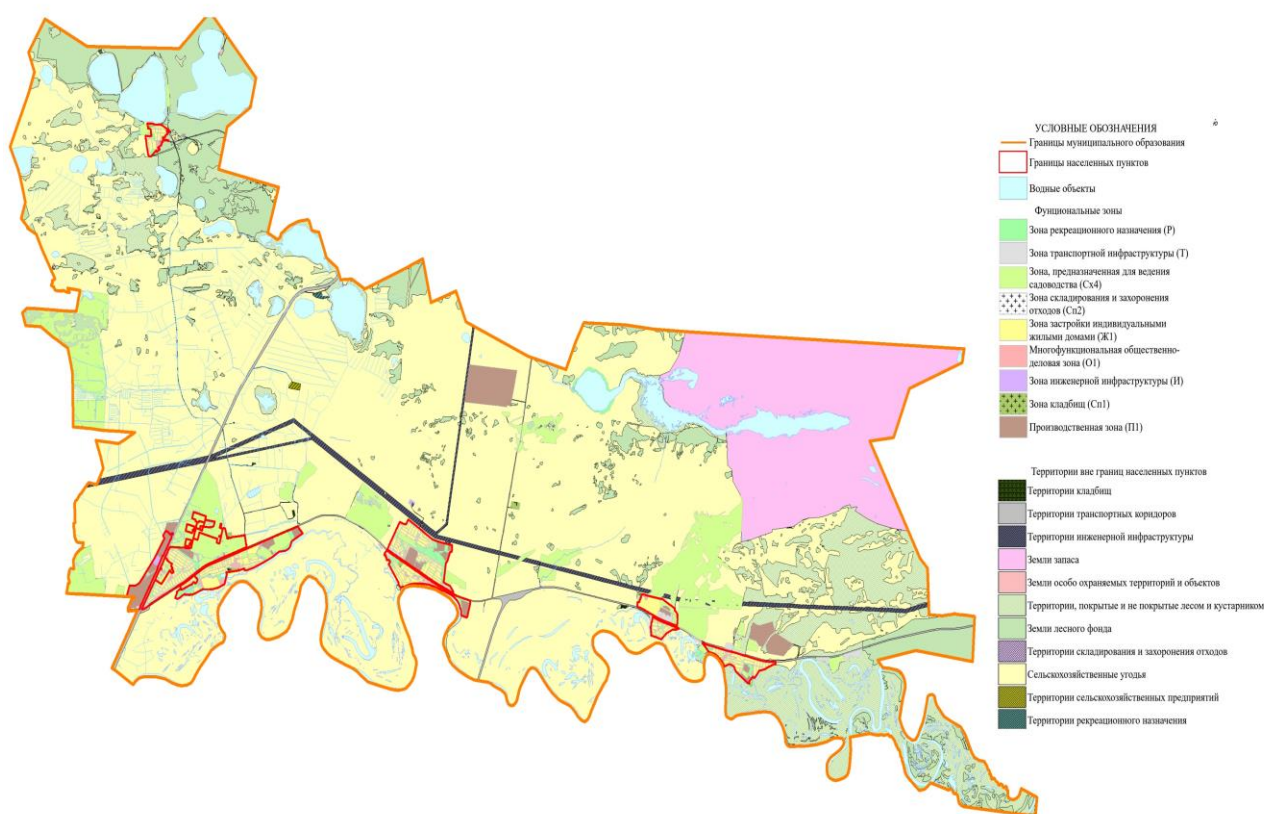 УСЛОВНЫЕ ОБОЗНАЧЕНИЯ
Границы муниципального образования
Границы населенных пунктов
Водные объекты
Фунциональные зоны
Зона рекреационного назначения (Р)
Зона транспортной инфраструктуры (Т)
Зона, предназначенная для ведения
садоводства (Сх4)
Зона складирования и захоронения
отходов (Сп2)
Зона застройки индивидуальными
жилыми домами (Ж1)
Многофункциональная общественно-
деловая зона (О1)
Зона инженерной инфраструктуры (И)
Зона кладбищ (Сп1)
Производственная зона (П1)
Территории вне границ населенных пунктов
Территории кладбищ
Территории транспортных коридоров
Территории инженерной инфраструктуры
Земли запаса
Земли особо охраняемых территорий и объектов
Территории, покрытые и не покрытые лесом и кустарником
Земли лесного фонда
Территории складирования и захоронения отходов
Сельскохозяйственные угодья
Территории сельскохозяйственных предприятий
Территории рекреационного назначения